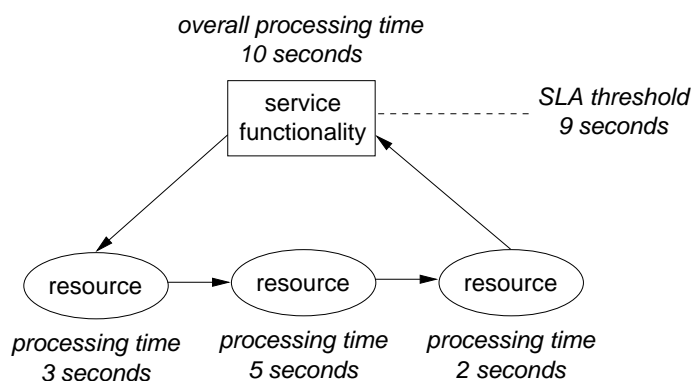 overall processing time
10 seconds
service
functionality
SLA threshold
9 seconds
resource
resource
resource
processing time
3 seconds
processing time
5 seconds
processing time
2 seconds